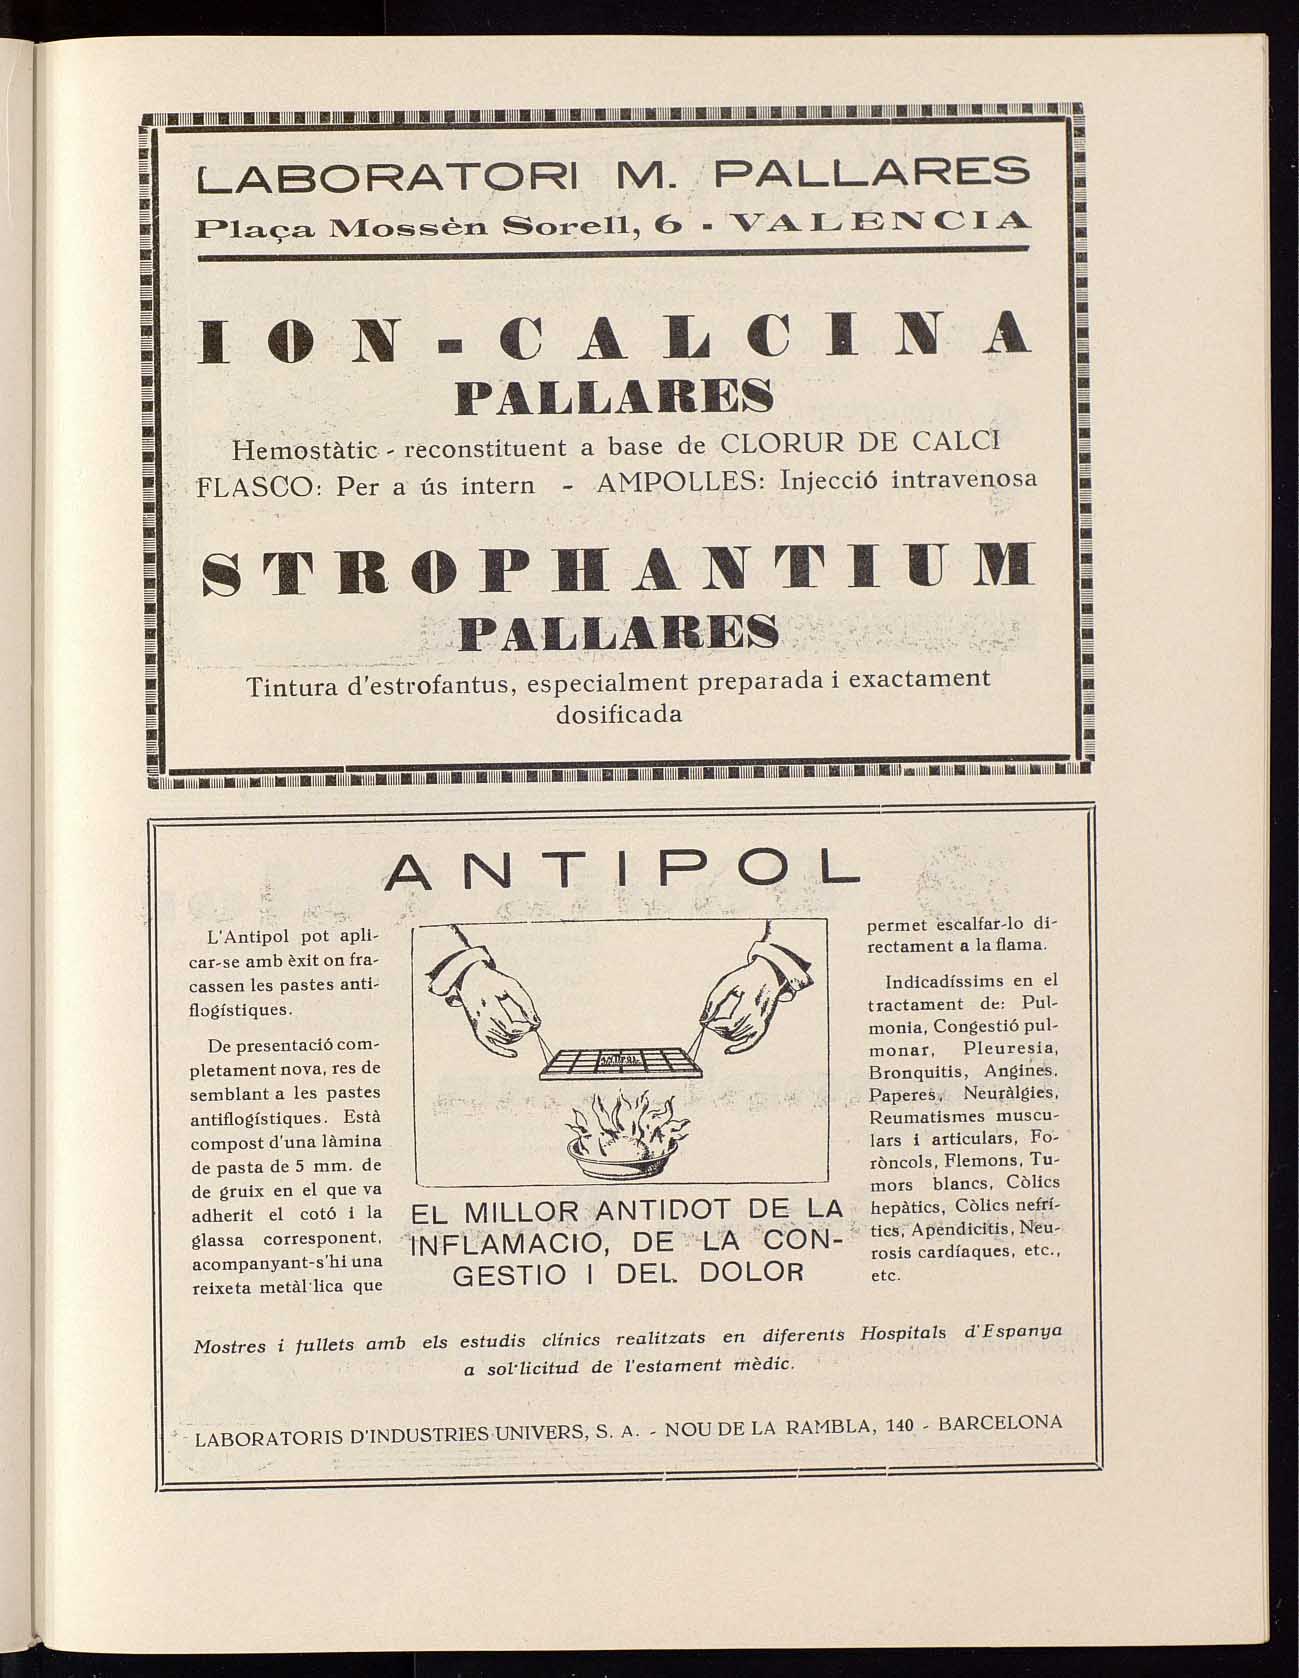 LABORATORI M. PALLARES
Plaça Mossèn Sorell, 6 - VALENCIA
ION-CALCINA
PALLARES
Hemostàtic - reconstituent a base de CLORUR DE CALCI
FLASCO: Per a ús intern - AMPOLLES: Injecció intravenosa
STROPHANTIUM
PALLARES
Tintura d'estrofantus, especialment preparada i exactament
dosificada
ANTIPOL
L'Antipol pot apli-
car-se amb èxit on fra-
cassen les pastes anti-
flogístiques.
De presentació com-
pletament nova, res de
semblant a les pastes
antiflogístiques. Està
compost d'una làmina
de pasta de 5 mm. de
de gruix en el que va
adherit el cotó i la
glassa corresponent,
acompanyant-s'hi una
reixeta metàl·lica que
ANTIPOL
EL MILLOR ANTIDOT DE LA
INFLAMACIO, DE LA CON-
GESTIO I DEL DOLOR
permet escalfar-lo di-
rectament a la flama.
Indicadíssims en el
tractament de: Pul-
monia, Congestió pul-
monar, Pleuresia,
Bronquitis, Angines,
Paperes, Neuràlgies,
Reumatismes muscu-
lars i articulars, Fo-
ròncols, Flemons, Tu-
mors blancs, Còlics
hepàtics, Còlics nefrí-
tics, Apendicitis, Neu-
rosis cardíaques, etc.,
etc.
Mostres i fullets amb els estudis clínics realitzats en diferents Hospitals d'Espanya
a sol·licitud de l'estament mèdic.
LABORATORIS D'INDUSTRIES UNIVERS, S. A. - NOU DE LA RAMBLA, 140 - BARCELONA